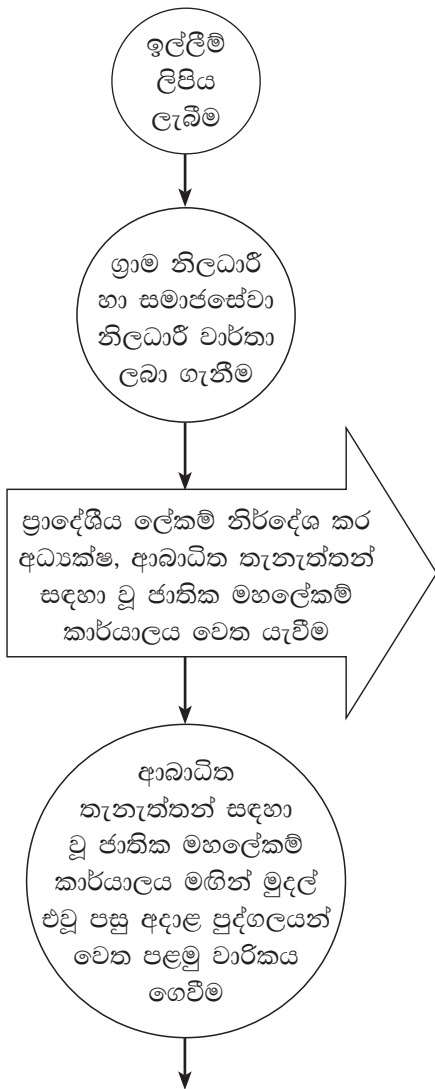 ඉල්ලීම්
ලිපිය
ලැබීම
ග්‍රාම නිලධාරී
හා සමාජසේවා
නිලධාරී වාර්තා
ලබා ගැනීම
ප්‍රාදේශීය ලේකම් නිර්දේශ කර
අධ්‍යක්ෂ, ආබාධිත තැනැත්තන්
සඳහා වූ ජාතික මහලේකම්
කාර්යාලය වෙත යැවීම
ආබාධිත
තැනැත්තන් සඳහා
වූ ජාතික මහලේකම්
කාර්යාලය මඟින් මුදල්
එවූ පසු අදාළ පුද්ගලයන්
වෙත පළමු වාරිකය
ගෙවීම